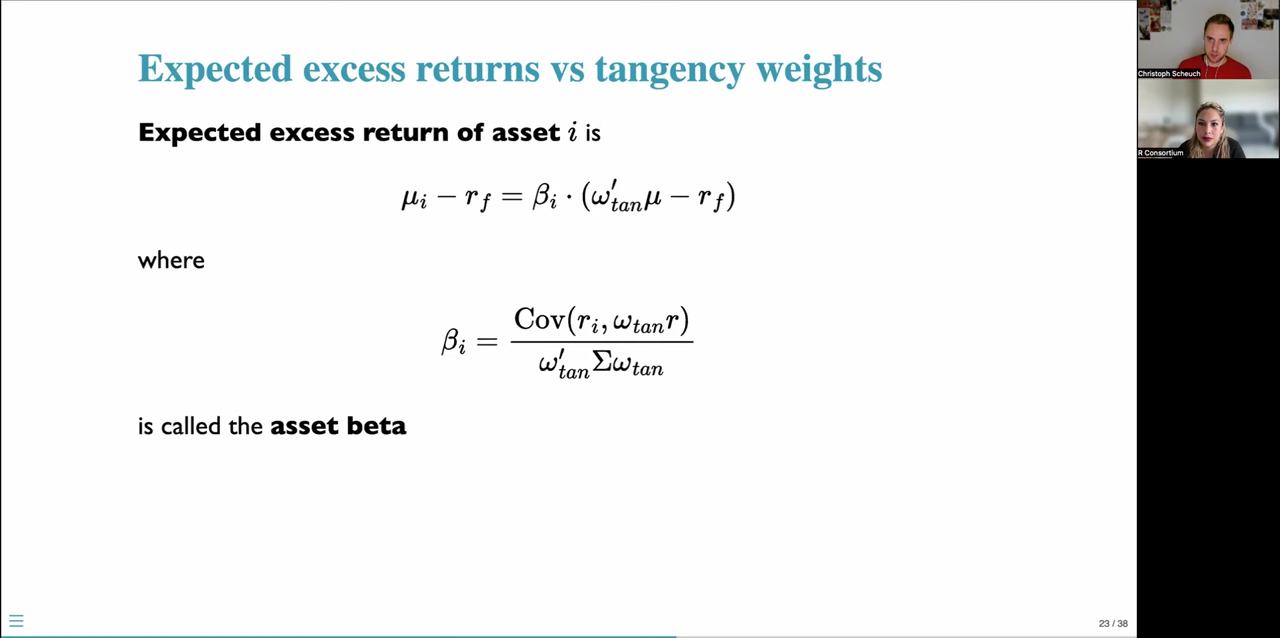 Expected excess returns vs tangency weights
Expected excess return of asset i is
μ_i − r_f = β_i · (ω′_tan μ − r_f)
where
β_i = Cov(r_i, ω_tan r) / ω′_tan Σω_tan
is called the asset beta
23 / 38
Christoph Scheuch
R Consortium